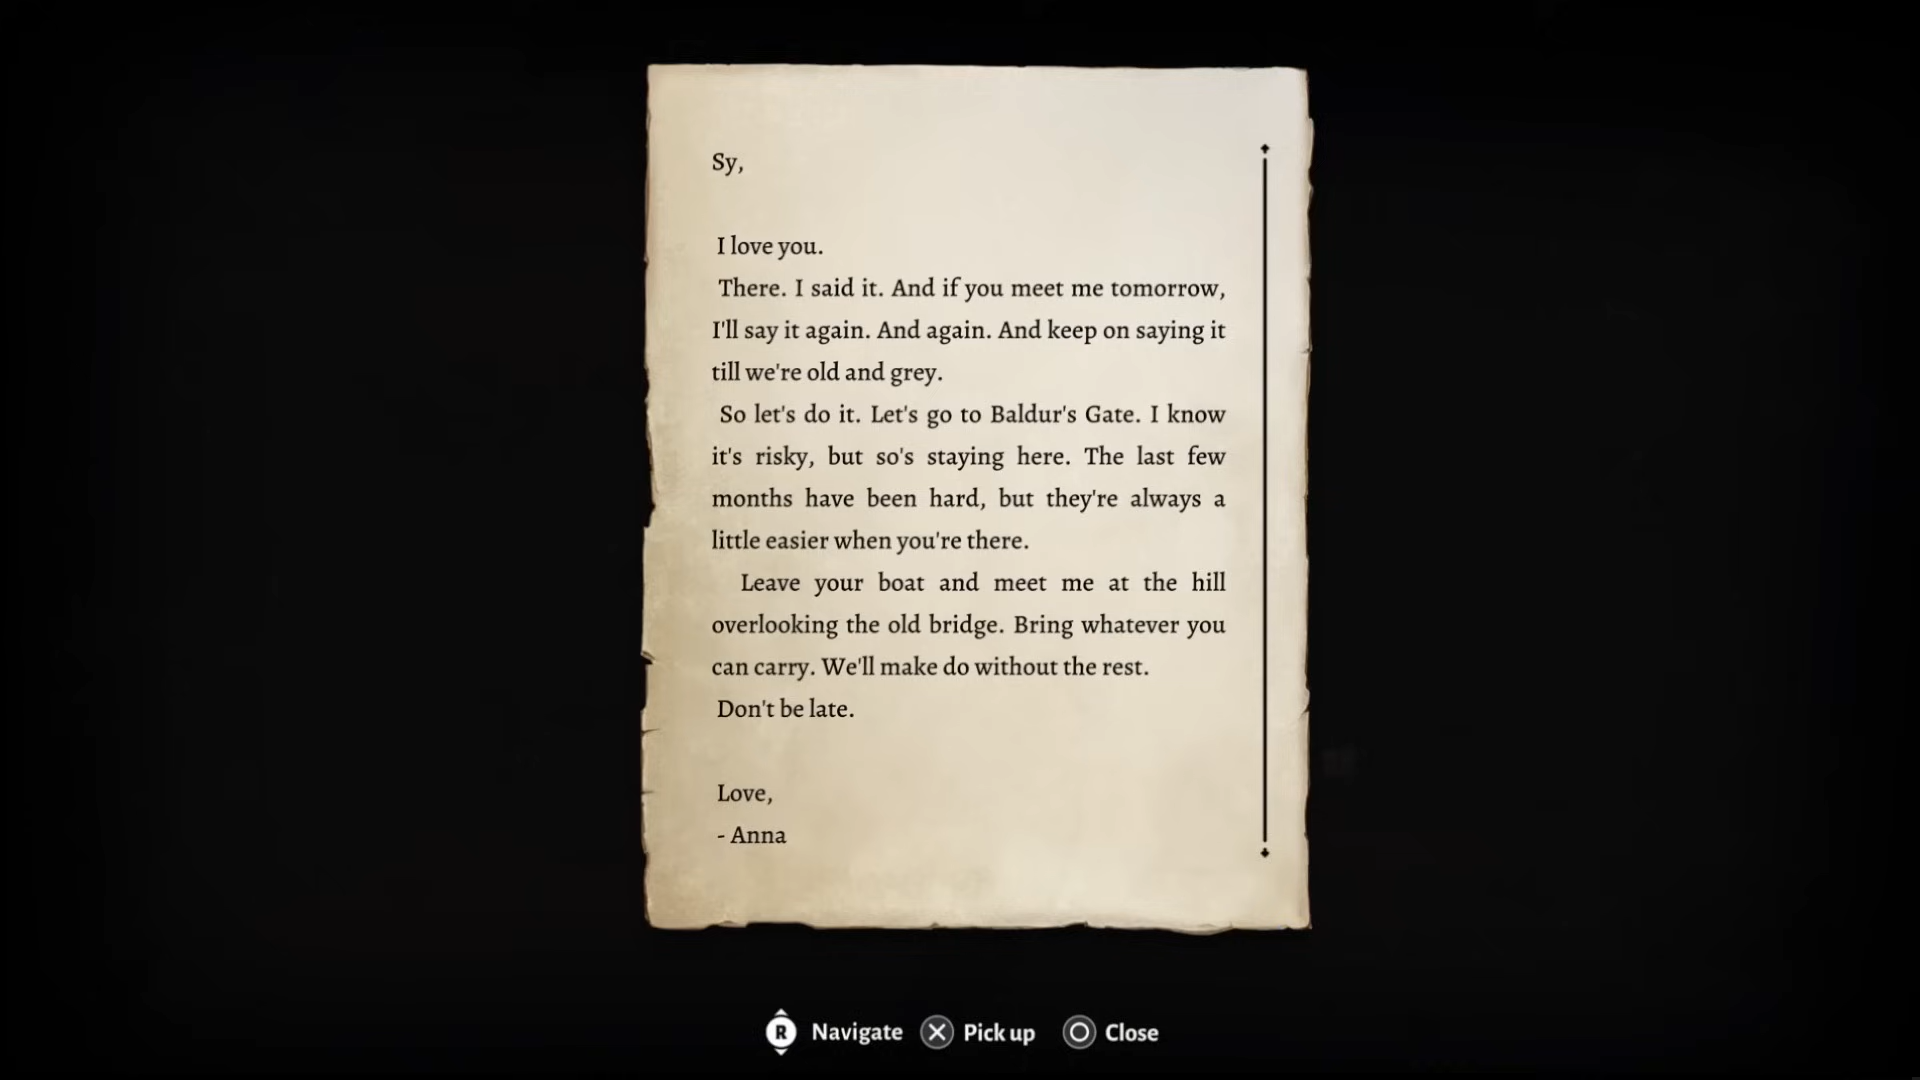 Sy,
I love you.
There. I said it. And if you meet me tomorrow,
I'll say it again. And again. And keep on saying it
till we're old and grey.
So let's do it. Let's go to Baldur's Gate. I know
it's risky, but so's staying here. The last few
months have been hard, but they're always a
little easier when you're there.
Leave your boat and meet me at the hill
overlooking the old bridge. Bring whatever you
can carry. We'll make do without the rest.
Don't be late.
Love,
- Anna
R Navigate Pick up Close